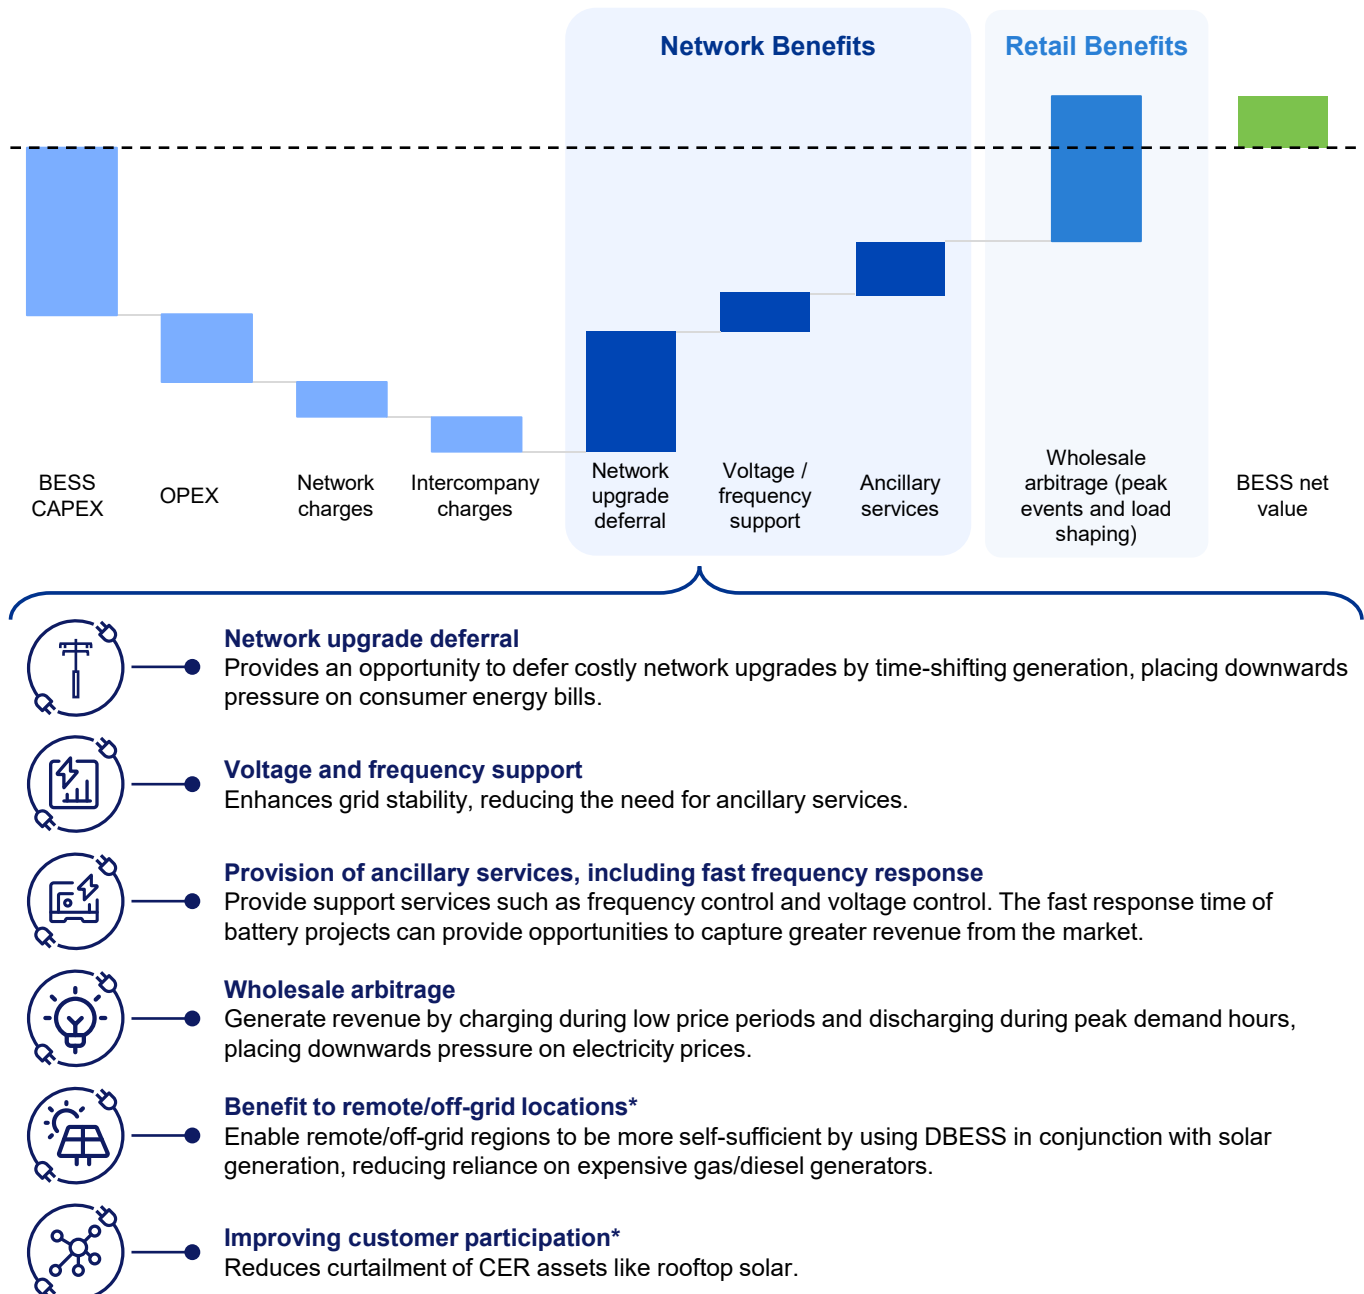 Network Benefits
Retail Benefits
BESS
CAPEX
OPEX
Network
charges
Intercompany
charges
Network
upgrade
deferral
Voltage /
frequency
support
Ancillary
services
Wholesale
arbitrage (peak
events and load
shaping)
BESS net
value
Network upgrade deferral
Provides an opportunity to defer costly network upgrades by time-shifting generation, placing downwards
pressure on consumer energy bills.
Voltage and frequency support
Enhances grid stability, reducing the need for ancillary services.
Provision of ancillary services, including fast frequency response
Provide support services such as frequency control and voltage control. The fast response time of
battery projects can provide opportunities to capture greater revenue from the market.
Wholesale arbitrage
Generate revenue by charging during low price periods and discharging during peak demand hours,
placing downwards pressure on electricity prices.
Benefit to remote/off-grid locations*
Enable remote/off-grid regions to be more self-sufficient by using DBESS in conjunction with solar
generation, reducing reliance on expensive gas/diesel generators.
Improving customer participation*
Reduces curtailment of CER assets like rooftop solar.